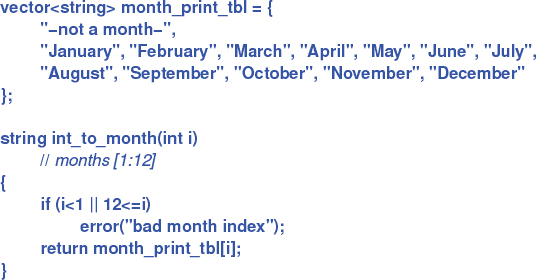 vector<string> month_print_tbl = {
"–not a month–",
"January", "February", "March", "April", "May", "June", "July",
"August", "September", "October", "November", "December"
};
string int_to_month(int i)
// months [1:12]
{
if (i<1 || 12<=i)
error("bad month index");
return month_print_tbl[i];
}